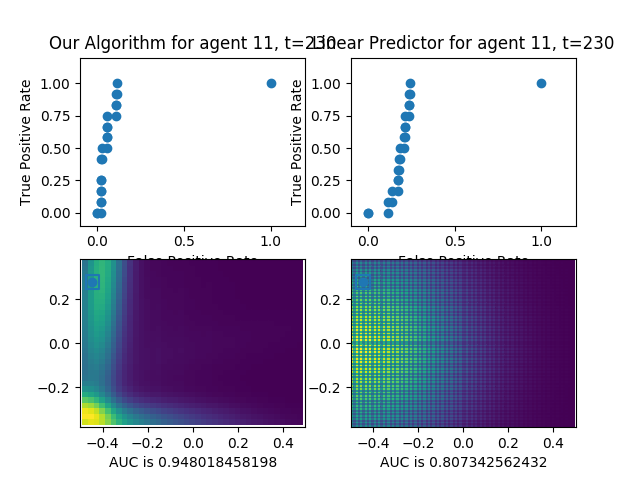 Our Algorithm for agent 11, t=230
Linear Predictor for agent 11, t=230
True Positive Rate
1.00
0.75
0.50
0.25
0.00
0.0 0.5 1.0
False Positive Rate
True Positive Rate
1.00
0.75
0.50
0.25
0.00
0.0 0.5 1.0
False Positive Rate
0.2
0.0
−0.2
−0.4 −0.2 0.0 0.2 0.4
AUC is 0.948018458198
0.2
0.0
−0.2
−0.4 −0.2 0.0 0.2 0.4
AUC is 0.807342562432